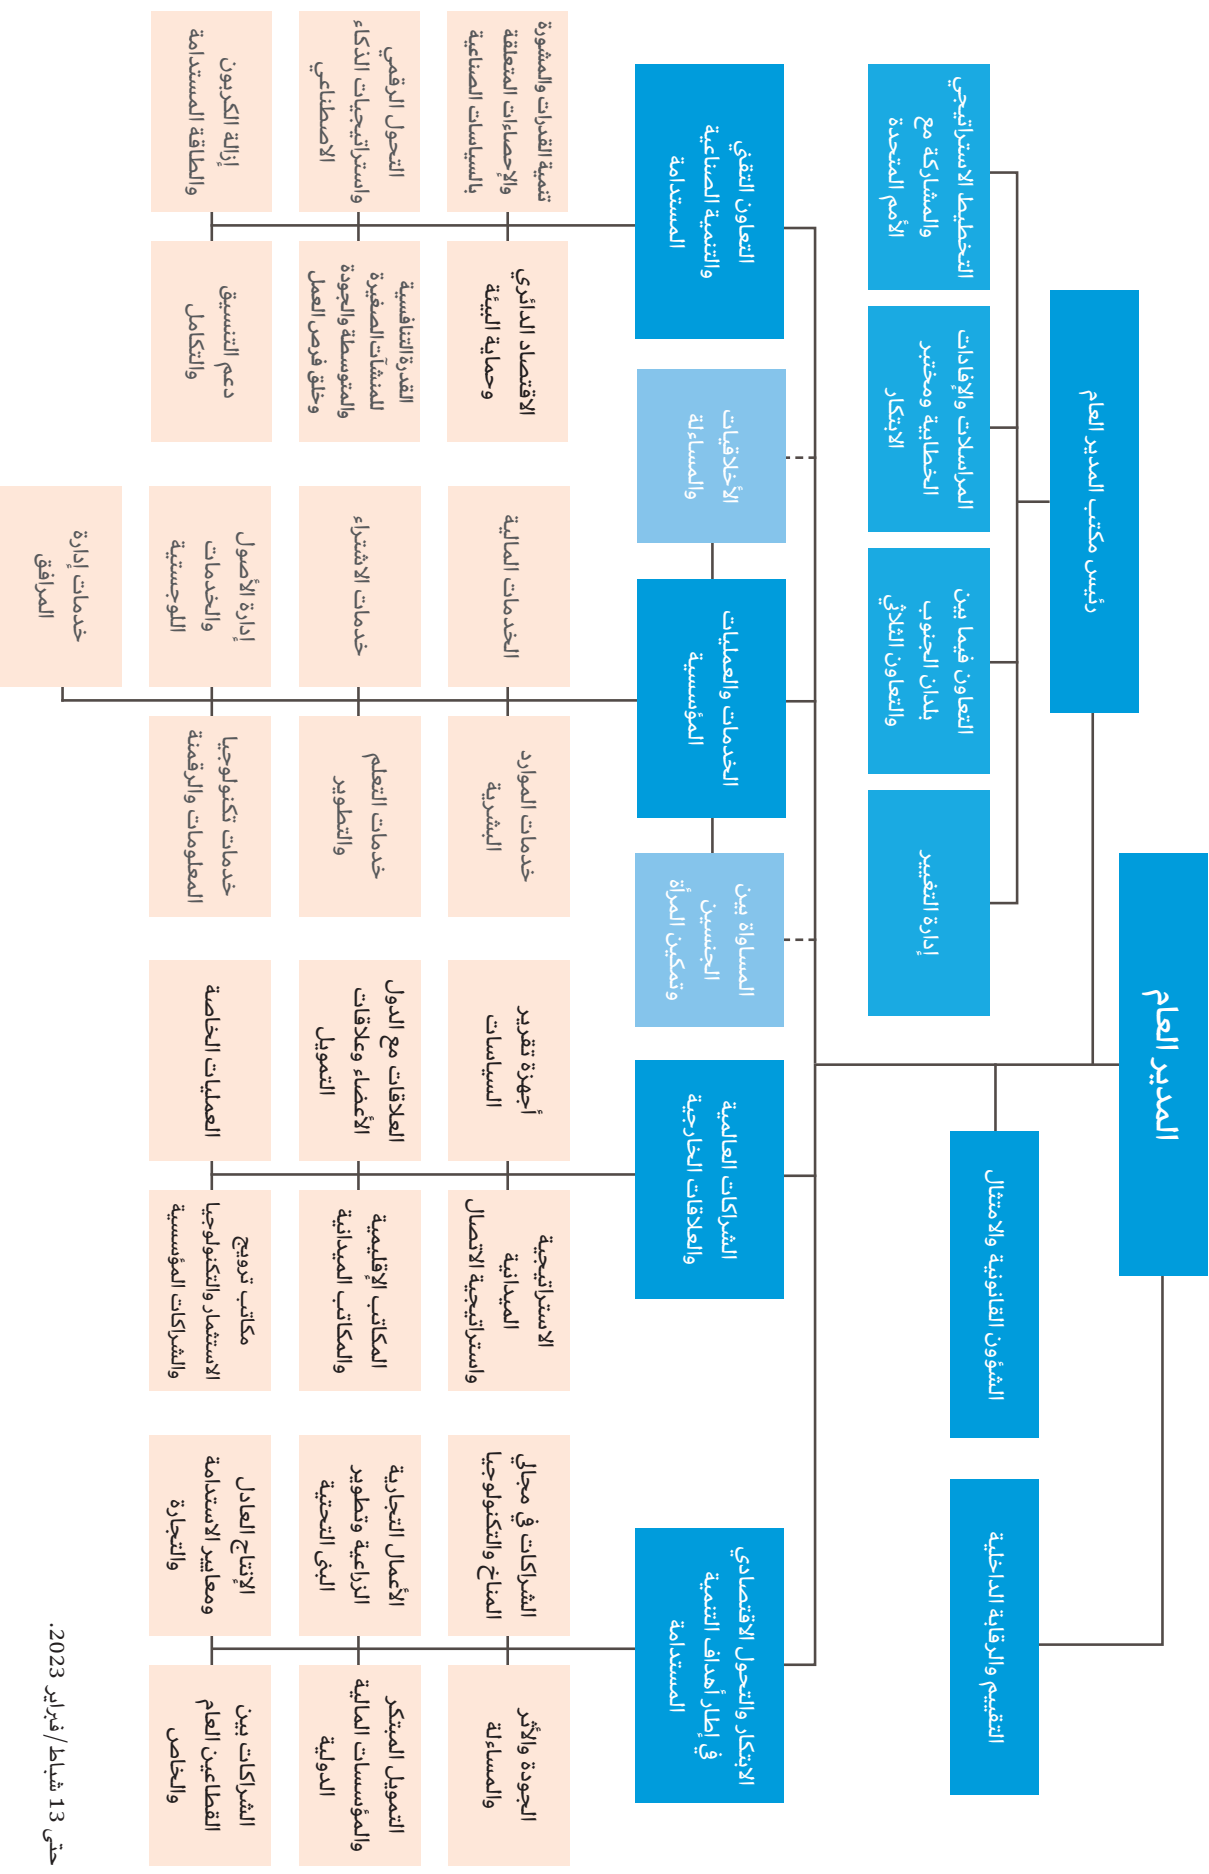 المدير العام
رئيس مكتب المدير العام
الشؤون القانونية والامتثال
التقييم والرقابة الداخلية
التخطيط الاستراتيجي
والمشاركة مع
الأمم المتحدة
المراسلات والإفادات
الخطابية ومختبر
الابتكار
التعاون فيما بين
بلدان الجنوب
والتعاون الثلاثي
إدارة التغيير
التعاون التقني
والتنمية الصناعية
المستدامة
الأخلاقيات
والمساءلة
الخدمات والعمليات
المؤسسية
المساواة بين
الجنسين
وتمكين المرأة
الشراكات العالمية
والعلاقات الخارجية
الابتكار والتحول الاقتصادي
في إطار أهداف التنمية
المستدامة
تنمية القدرات والمشورة
والإحصاءات المتعلقة
بالسياسات الصناعية
الاقتصاد الدائري
وحماية البيئة
التحول الرقمي
واستراتيجيات الذكاء
الاصطناعي
القدرة التنافسية
للمنشآت الصغيرة
والمتوسطة والجودة
وخلق فرص العمل
إزالة الكربون
والطاقة المستدامة
دعم التنسيق
والتكامل
الخدمات المالية
خدمات الموارد
البشرية
خدمات الاشتراء
خدمات التعلم
والتطوير
إدارة الأصول
والخدمات
اللوجستية
خدمات تكنولوجيا
المعلومات والرقمنة
خدمات إدارة
المرافق
أجهزة تقرير
السياسات
الاستراتيجية
الميدانية
واستراتيجية الاتصال
العلاقات مع الدول
الأعضاء وعلاقات
التمويل
المكاتب الإقليمية
والمكاتب الميدانية
العمليات الخاصة
مكاتب ترويج
الاستثمار والتكنولوجيا
والشراكات المؤسسية
الشراكات في مجالي
المناخ والتكنولوجيا
الجودة والأثر
والمساءلة
الأعمال التجارية
الزراعية وتطوير
البنى التحتية
التمويل المبتكر
والمؤسسات المالية
الدولية
الإنتاج العادل
ومعايير الاستدامة
والتجارة
الشراكات بين
القطاعين العام
والخاص
حتى 13 شباط/فبراير 2023.